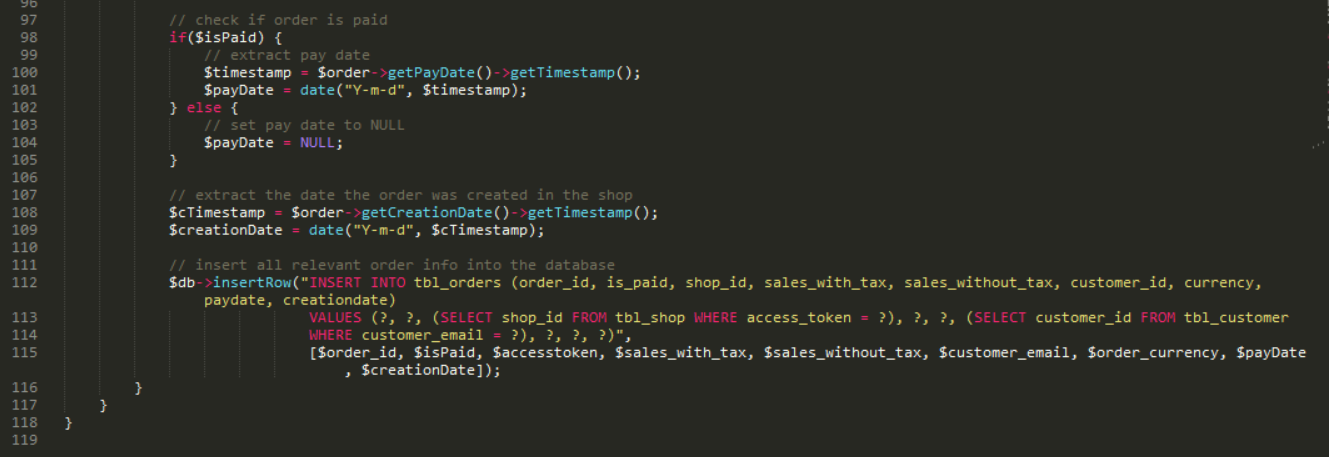 96
97 // check if order is paid
98 if($isPaid) {
99 // extract pay date
100 $timestamp = $order->getPayDate()->getTimestamp();
101 $payDate = date("Y-m-d", $timestamp);
102 } else {
103 // set pay date to NULL
104 $payDate = NULL;
105 }
106
107 // extract the date the order was created in the shop
108 $cTimestamp = $order->getCreationDate()->getTimestamp();
109 $creationDate = date("Y-m-d", $cTimestamp);
110
111 // insert all relevant order info into the database
112 $db->insertRow("INSERT INTO tbl_orders (order_id, is_paid, shop_id, sales_with_tax, sales_without_tax, customer_id, currency,
paydate, creationdate)
113 VALUES (?, ?, (SELECT shop_id FROM tbl_shop WHERE access_token = ?), ?, ?, (SELECT customer_id FROM tbl_customer
114 WHERE customer_email = ?), ?, ?, ?)",
115 [$order_id, $isPaid, $accesstoken, $sales_with_tax, $sales_without_tax, $customer_email, $order_currency, $payDate
, $creationDate]);
116 }
117 }
118 }
119